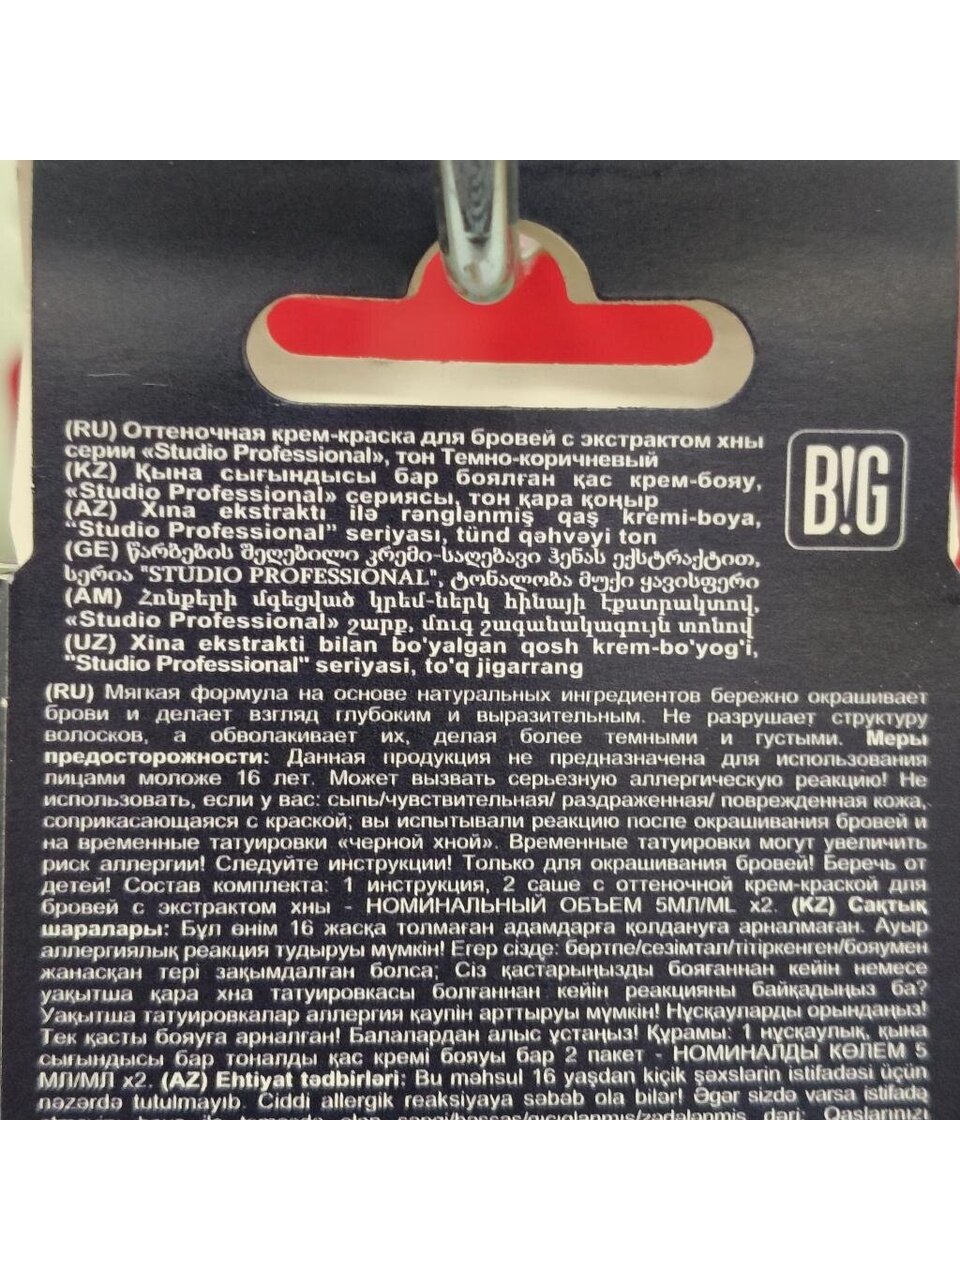 (RU) Оттеночная крем-краска для бровей с экстрактом хны
серии «Studio Professional», тон Темно-коричневый
(KZ) Қына сығындысы бар боялған қас крем-бояу,
«Studio Professional» сериясы, тон қара қоңыр
(AZ) Xına ekstraktı ilə rənglənmiş qaş kremi-boya,
“Studio Professional” seriyası, tünd qəhvəyi ton
(GE) წარბების შეღებილი კრემი-საღებავი ჰენას ექსტრაქტით,
სერია "STUDIO PROFESSIONAL", ტონალობა მუქი ყავისფერი
(AM) Հոնքերի մգեցված կրեմ-ներկ հինայի էքստրակտով,
«Studio Professional» շարք, մուգ շագանակագույն տոնով
(UZ) Xina ekstrakti bilan bo'yalgan qosh krem-bo'yog'i,
"Studio Professional" seriyasi, to'q jigarrang
B!G
(RU) Мягкая формула на основе натуральных ингредиентов бережно окрашивает
брови и делает взгляд глубоким и выразительным. Не разрушает структуру
волосков, а обволакивает их, делая более темными и густыми. Меры
предосторожности: Данная продукция не предназначена для использования
лицами моложе 16 лет. Может вызвать серьезную аллергическую реакцию! Не
использовать, если у вас: сыпь/чувствительная/ раздраженная/ поврежденная кожа,
соприкасающаяся с краской; вы испытывали реакцию после окрашивания бровей и
на временные татуировки «черной хной». Временные татуировки могут увеличить
риск аллергии! Следуйте инструкции! Только для окрашивания бровей! Беречь от
детей! Состав комплекта: 1 инструкция, 2 саше с оттеночной крем-краской для
бровей с экстрактом хны - НОМИНАЛЬНЫЙ ОБЪЕМ 5МЛ/ML x2. (KZ) Сақтық
шаралары: Бұл өнім 16 жасқа толмаған адамдарға қолдануға арналмаған. Ауыр
аллергиялық реакция тудыруы мүмкін! Егер сізде: бөртпе/сезімтал/тітіркенген/бояумен
жанасқан тері зақымдалған болса; Сіз қастарыңызды бояғаннан кейін немесе
уақытша қара хна татуировкасы болғаннан кейін реакцияны байқадыңыз ба?
Уақытша татуировкалар аллергия қаупін арттыруы мүмкін! Нұсқауларды орындаңыз!
Тек қасты бояуға арналған! Балалардан алыс ұстаңыз! Құрамы: 1 нұсқаулық, қына
сығындысы бар тоналды қас кремі бояуы бар 2 пакет - НОМИНАЛДЫ КӨЛЕМ 5
МЛ/МЛ x2. (AZ) Ehtiyat tədbirləri: Bu məhsul 16 yaşdan kiçik şəxslərin istifadəsi üçün
nəzərdə tutulmayıb. Ciddi allergik reaksiyaya səbəb ola bilər! Əgər sizdə varsa istifadə